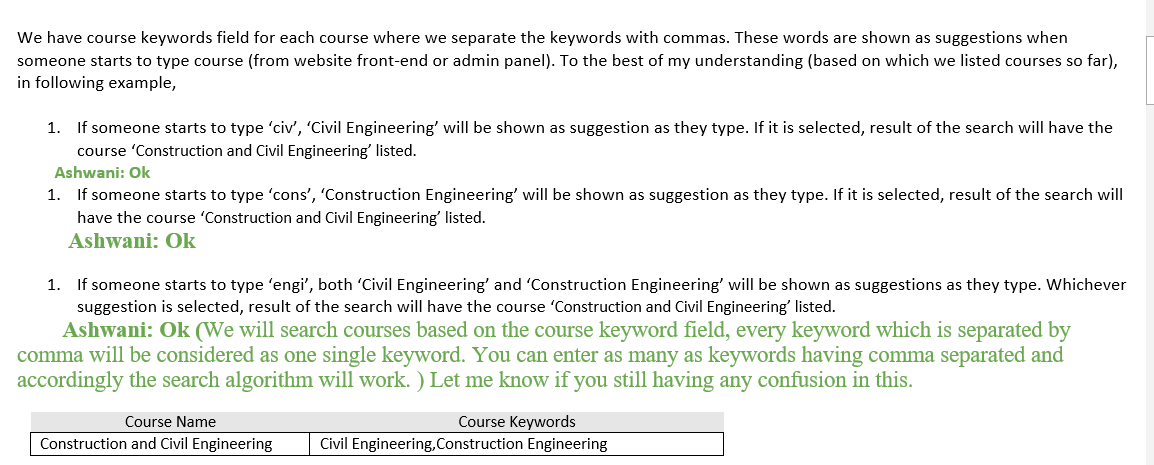 We have course keywords field for each course where we separate the keywords with commas. These words are shown as suggestions when
someone starts to type course (from website front-end or admin panel). To the best of my understanding (based on which we listed courses so far),
in following example,
1. If someone starts to type ‘civ’, ‘Civil Engineering’ will be shown as suggestion as they type. If it is selected, result of the search will have the
course ‘Construction and Civil Engineering’ listed.
Ashwani: Ok
1. If someone starts to type ‘cons’, ‘Construction Engineering’ will be shown as suggestion as they type. If it is selected, result of the search will
have the course ‘Construction and Civil Engineering’ listed.
Ashwani: Ok
1. If someone starts to type ‘engi’, both ‘Civil Engineering’ and ‘Construction Engineering’ will be shown as suggestions as they type. Whichever
suggestion is selected, result of the search will have the course ‘Construction and Civil Engineering’ listed.
Ashwani: Ok (We will search courses based on the course keyword field, every keyword which is separated by
comma will be considered as one single keyword. You can enter as many as keywords having comma separated and
accordingly the search algorithm will work. ) Let me know if you still having any confusion in this.
Course Name Course Keywords
Construction and Civil Engineering Civil Engineering,Construction Engineering